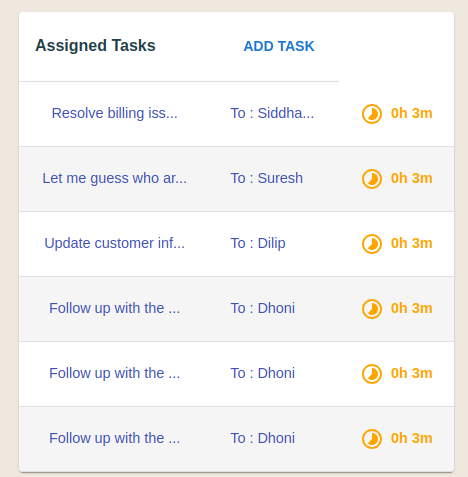 Assigned Tasks ADD TASK
Resolve billing iss... To : Siddha... 0h 3m
Let me guess who ar... To : Suresh 0h 3m
Update customer inf... To : Dilip 0h 3m
Follow up with the ... To : Dhoni 0h 3m
Follow up with the ... To : Dhoni 0h 3m
Follow up with the ... To : Dhoni 0h 3m